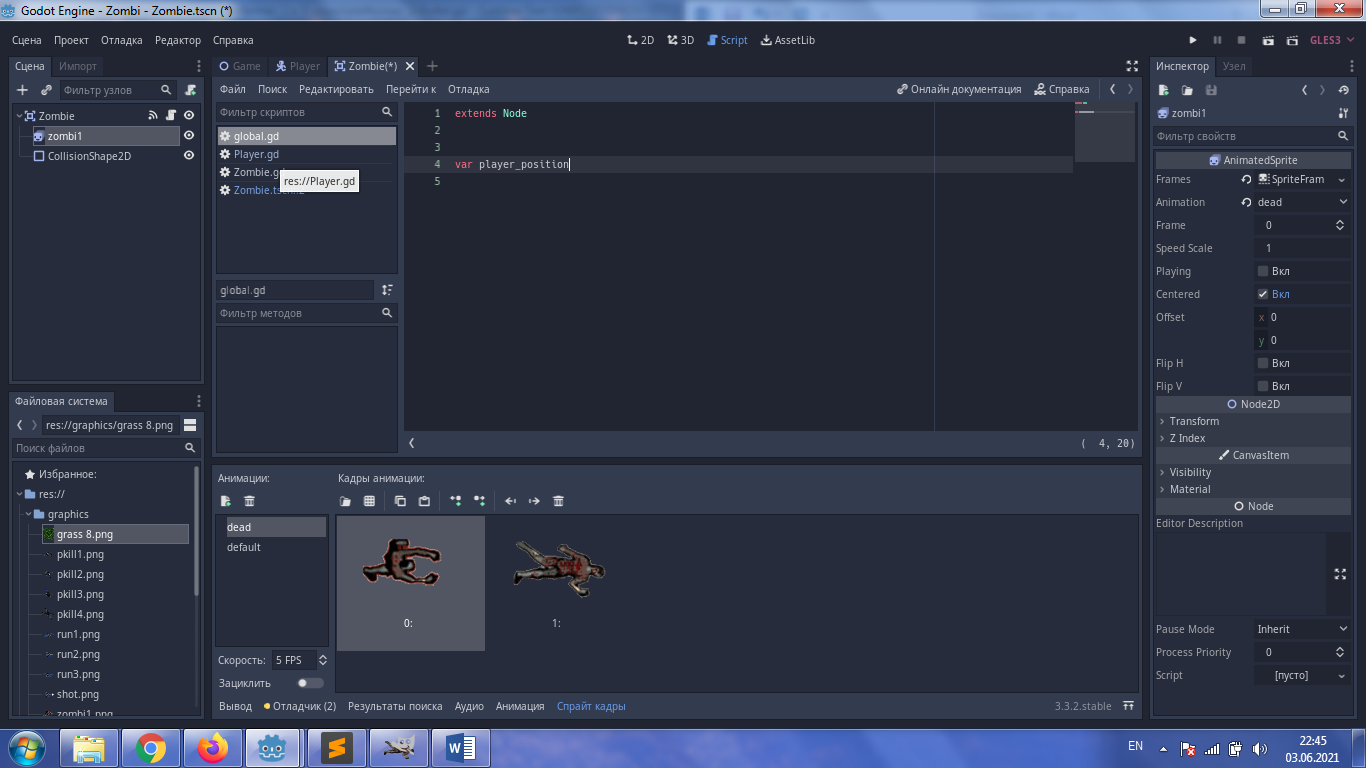 Godot Engine - Zombi - Zombie.tscn (*)
Сцена Проект Отладка Редактор Справка
2D 3D Script AssetLib
GLES3
Сцена Импорт
Фильтр узлов
Zombie
zombi1
CollisionShape2D
Файловая система
res://graphics/grass 8.png
Поиск файлов
Избранное:
res://
graphics
grass 8.png
pkill1.png
pkill2.png
pkill3.png
pkill4.png
run1.png
run2.png
run3.png
shot.png
zombi1.png
Game Player Zombie(*)
Файл Поиск Редактировать Перейти к Отладка
Онлайн документация Справка
Фильтр скриптов
global.gd
Player.gd
Zombie.gd
res://Player.gd
global.gd
Фильтр методов
1 extends Node
2
3
4 var player_position
5
( 4, 20)
Анимации:
dead
default
Скорость: 5 FPS
Зациклить
Кадры анимации:
0: 1:
Вывод Отладчик (2) Результаты поиска Аудио Анимация Спрайт кадры
3.3.2.stable
Инспектор Узел
zombi1
Фильтр свойств
AnimatedSprite
Frames SpriteFram
Animation dead
Frame 0
Speed Scale 1
Playing Вкл
Centered Вкл
Offset x 0
y 0
Flip H Вкл
Flip V Вкл
Node2D
Transform
Z Index
CanvasItem
Visibility
Material
Node
Editor Description
Pause Mode Inherit
Process Priority 0
Script [пусто]
EN
22:45
03.06.2021